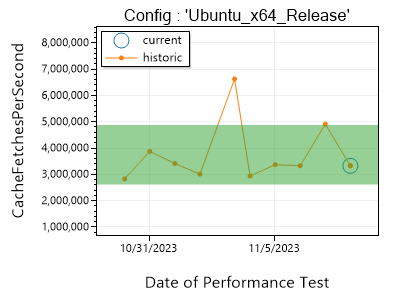 Config : 'Ubuntu_x64_Release'
CacheFetchesPerSecond
8,000,000
7,000,000
6,000,000
5,000,000
4,000,000
3,000,000
2,000,000
1,000,000
current
historic
10/31/2023
11/5/2023
Date of Performance Test